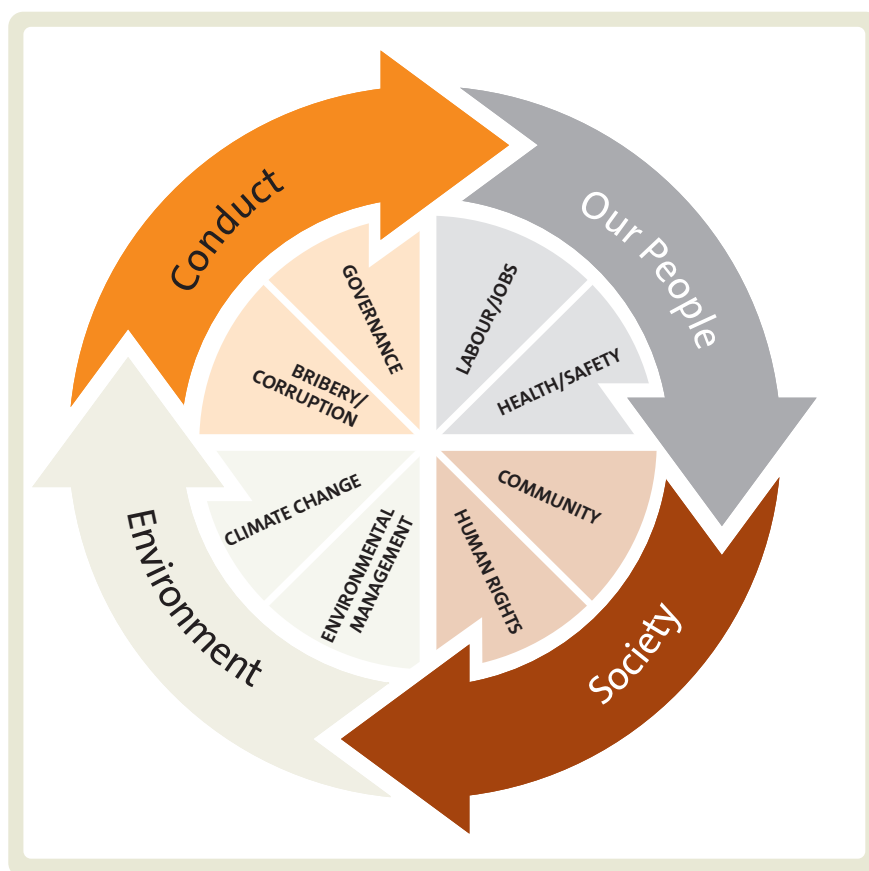 Conduct
GOVERNANCE
BRIBERY/
CORRUPTION
Our People
LABOUR/JOBS
HEALTH/SAFETY
Society
COMMUNITY
HUMAN RIGHTS
Environment
ENVIRONMENTAL
MANAGEMENT
CLIMATE CHANGE